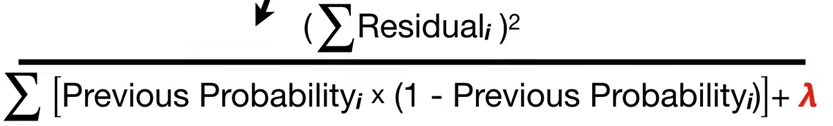 (∑Residualᵢ)²
∑ [Previous Probabilityᵢ x (1 - Previous Probabilityᵢ)]+ λ